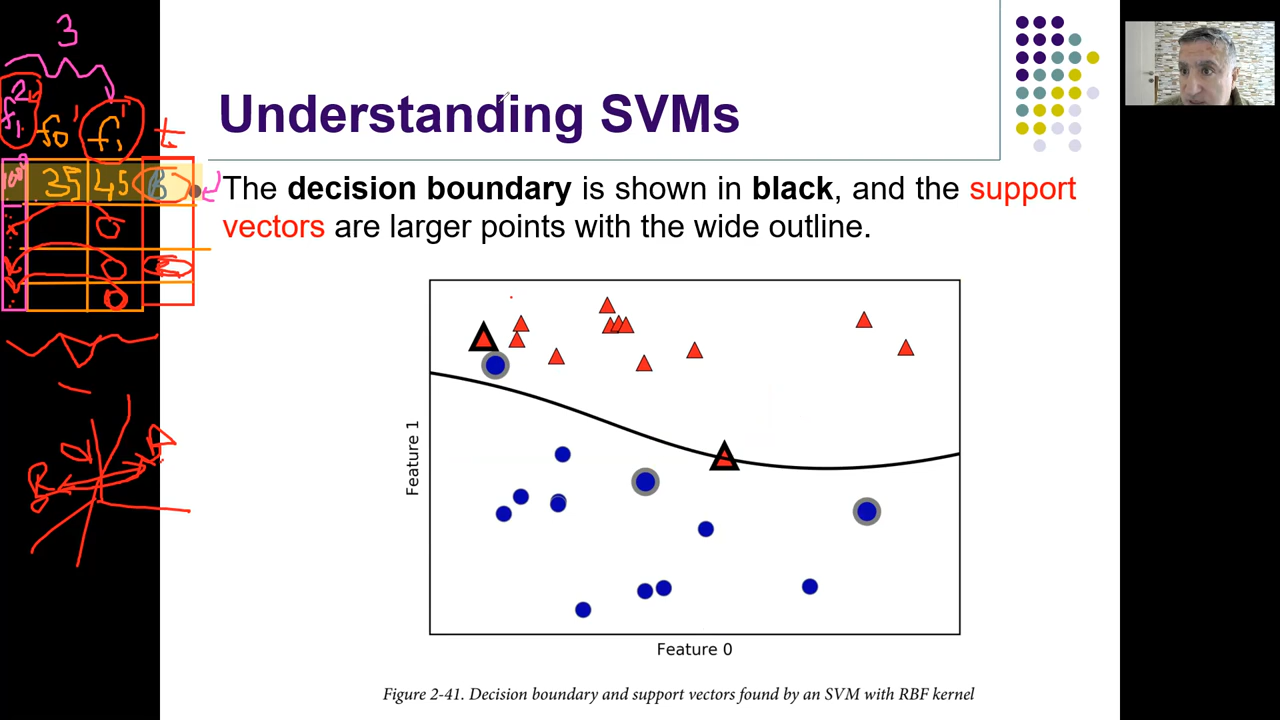 3
f₁² f₀' f₁' t
35 45 B
Understanding SVMs
The decision boundary is shown in black, and the support
vectors are larger points with the wide outline.
Feature 1
Feature 0
Figure 2-41. Decision boundary and support vectors found by an SVM with RBF kernel